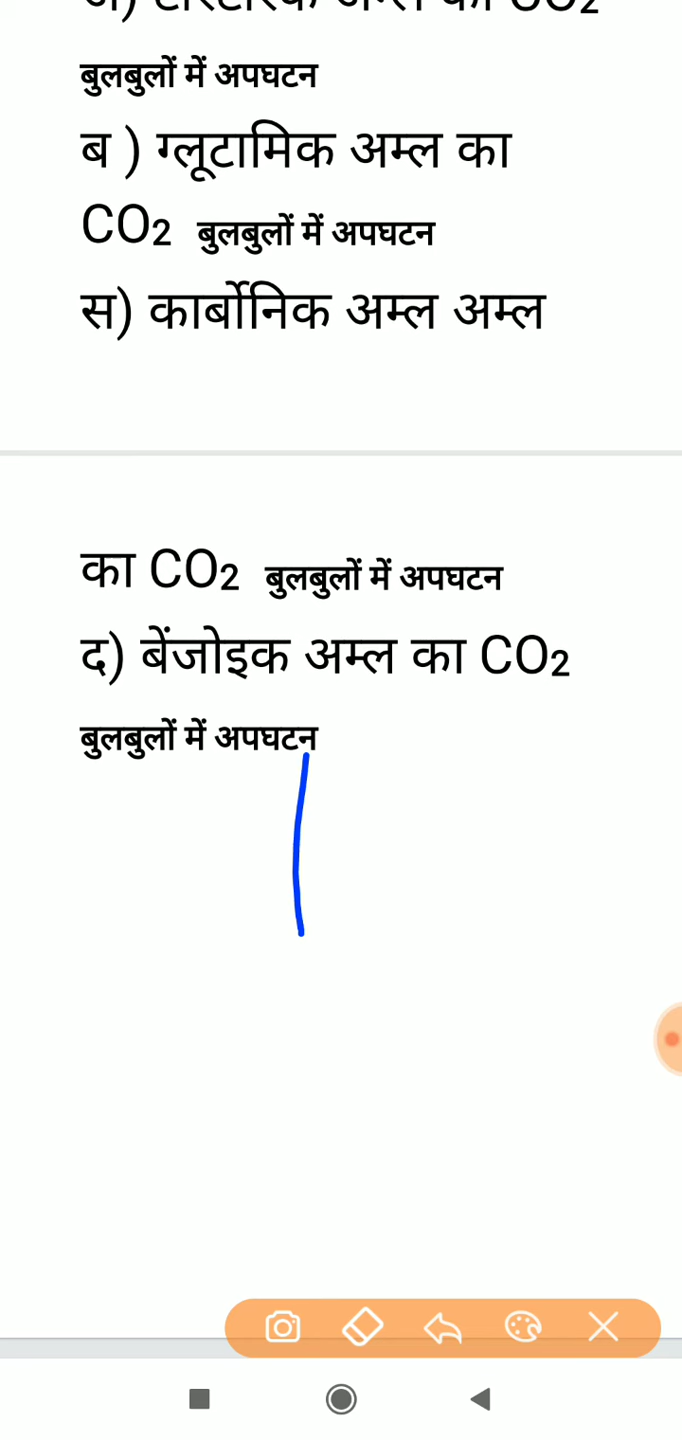 बुलबुलों में अपघटन
ब ) ग्लूटामिक अम्ल का
CO2 बुलबुलों में अपघटन
स) कार्बोनिक अम्ल अम्ल
का CO2 बुलबुलों में अपघटन
द) बेंजोइक अम्ल का CO2
बुलबुलों में अपघटन